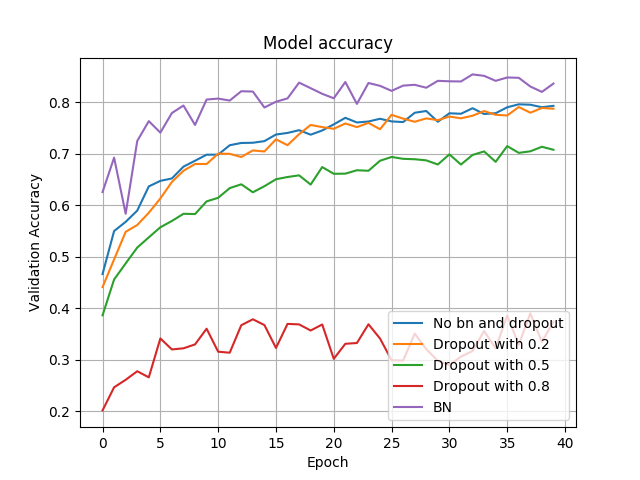 Model accuracy
Validation Accuracy
0.8
0.7
0.6
0.5
0.4
0.3
0.2
No bn and dropout
Dropout with 0.2
Dropout with 0.5
Dropout with 0.8
BN
0 5 10 15 20 25 30 35 40
Epoch